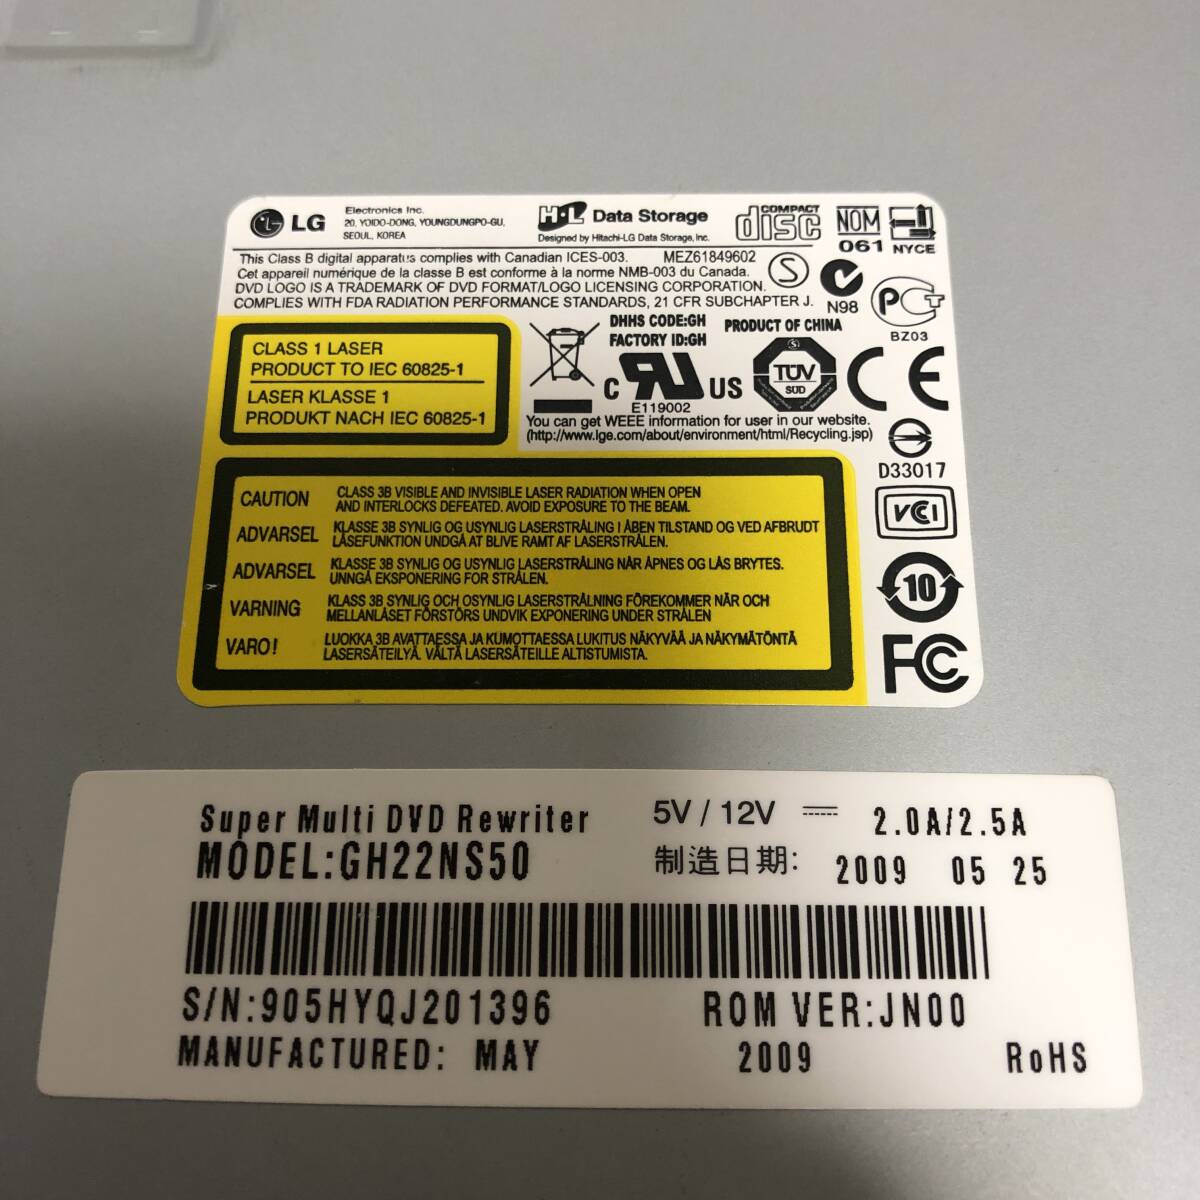 LG
Electronics Inc.
20, YOIDO-DONG, YOUNGDUNGPO-GU,
SEOUL, KOREA
H·L Data Storage
Designed by Hitachi-LG Data Storage, Inc.
COMPACT
disc
NOM
061
NYCE
This Class B digital apparatus complies with Canadian ICES-003. MEZ61849602
Cet appareil numérique de la classe B est conforme à la norme NMB-003 du Canada.
DVD LOGO IS A TRADEMARK OF DVD FORMAT/LOGO LICENSING CORPORATION.
COMPLIES WITH FDA RADIATION PERFORMANCE STANDARDS, 21 CFR SUBCHAPTER J.
S
N98
PCT
BZ03
CLASS 1 LASER
PRODUCT TO IEC 60825-1
LASER KLASSE 1
PRODUKT NACH IEC 60825-1
DHHS CODE:GH
FACTORY ID:GH
PRODUCT OF CHINA
C RU US
E119002
S
TÜV
SÜD
CE
You can get WEEE information for user in our website.
(http://www.lge.com/about/environment/html/Recycling.jsp)
D33017
VCI
10
FC
CAUTION CLASS 3B VISIBLE AND INVISIBLE LASER RADIATION WHEN OPEN
AND INTERLOCKS DEFEATED. AVOID EXPOSURE TO THE BEAM.
ADVARSEL KLASSE 3B SYNLIG OG USYNLIG LASERSTRÅLING I ÅBEN TILSTAND OG VED AFBRUDT
LÅSEFUNKTION UNDGÅ AT BLIVE RAMT AF LASERSTRÅLEN.
ADVARSEL KLASSE 3B SYNLIG OG USYNLIG LASERSTRÅLING NÅR ÅPNES OG LÅS BRYTES.
UNNGÅ EKSPONERING FOR STRÅLEN.
VARNING KLASS 3B SYNLIG OCH OSYNLIG LASERSTRÅLNING FÖREKOMMER NÄR OCH
MELLANLÅSET FÖRSTÖRS UNDVIK EXPONERING UNDER STRÅLEN
VARO! LUOKKA 3B AVATTAESSA JA KUMOTTAESSA LUKITUS NÄKYVÄÄ JA NÄKYMÄTÖNTÄ
LASERSÄTEILYÄ. VÄLTÄ LASERSÄTEILLE ALTISTUMISTA.
Super Multi DVD Rewriter 5V / 12V 2.0A/2.5A
MODEL:GH22NS50 制造日期: 2009 05 25
S/N:905HYQJ201396 ROM VER:JN00
MANUFACTURED: MAY 2009 RoHS